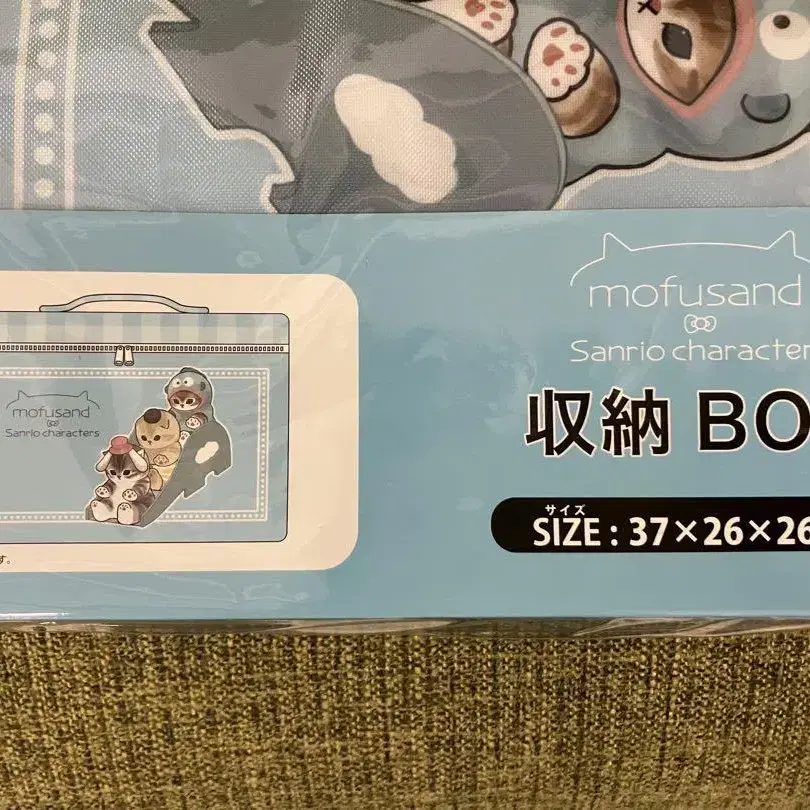 mofusand
Sanrio character
収納 BO
サイズ
SIZE : 37×26×26
mofusand
Sanrio characters
す。